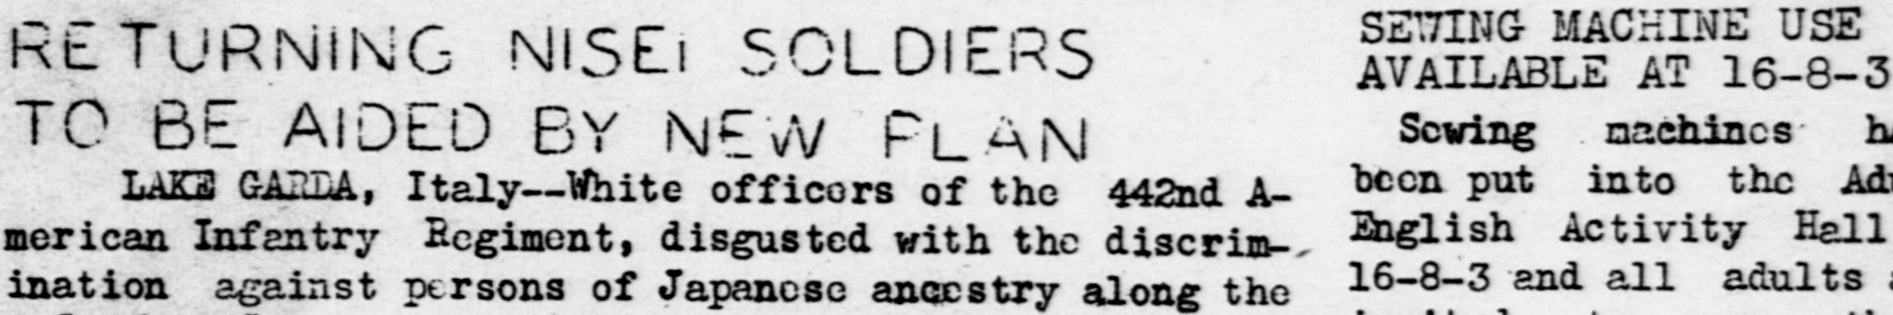 RETURNING NISEI SOLDIERS
TO BE AIDED BY NEW PLAN
LAKE GARDA, Italy--White officers of the 442nd A-
merican Infantry Regiment, disgusted with the discrim-
ination against persons of Japanese ancestry along the
SEWING MACHINE USE
AVAILABLE AT 16-8-3
Sewing machines
been put into the
English Activity Hall
16-8-3 and all adults